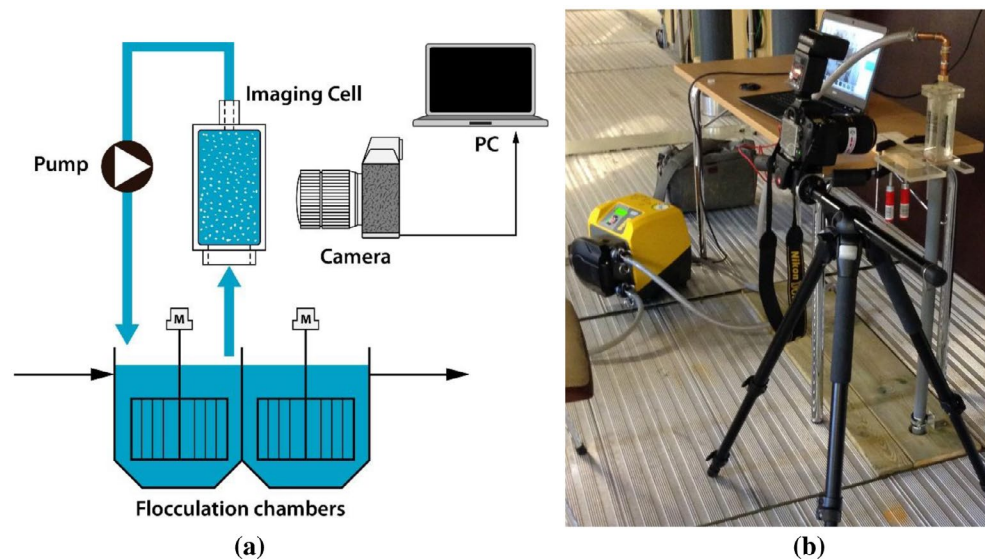 Imaging Cell
Pump
PC
Camera
M
M
Flocculation chambers
(a)
Nikon
(b)